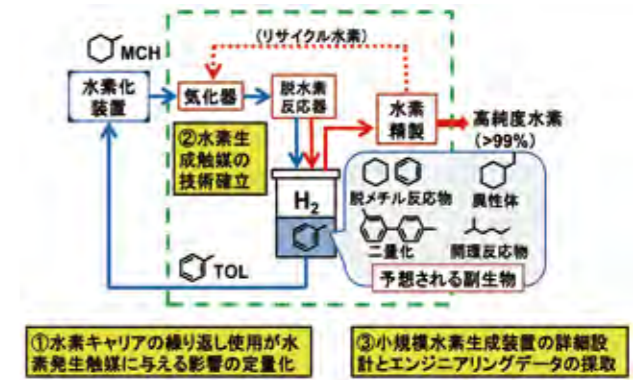 (リサイクル水素)
MCH
水素化
装置
気化器
脱水素
反応器
水素
精製
高純度水素
(>99%)
②水素生
成触媒の
技術確立
H2
脱メチル反応物
異性体
二量化
開環反応物
予想される副生物
TOL
①水素キャリアの繰り返し使用が水
素発生触媒に与える影響の定量化
③小規模水素生成装置の詳細設
計とエンジニアリングデータの採取